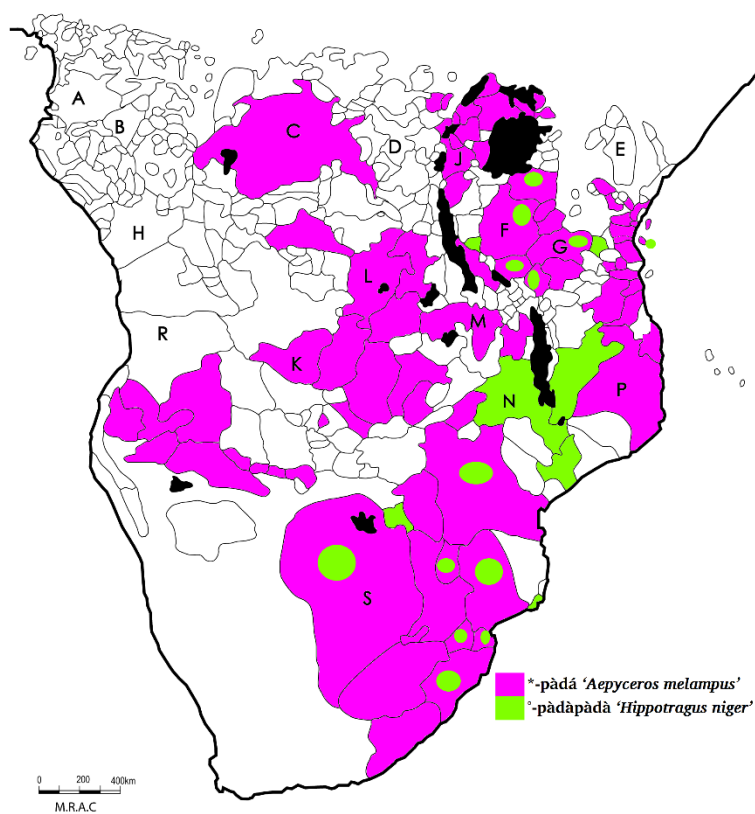 A
B
C
D
E
J
H
F
G
L
R
K
M
N
P
S
*-pàdá ‘Aepyceros melampus’
°-pàdàpàdà ‘Hippotragus niger’
0 200 400km
M.R.A.C